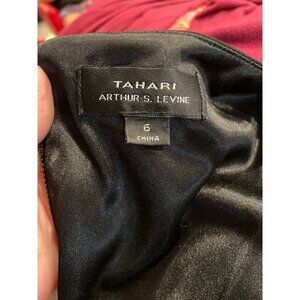 TAHARI
ARTHUR S. LEVINE
6
CHINA